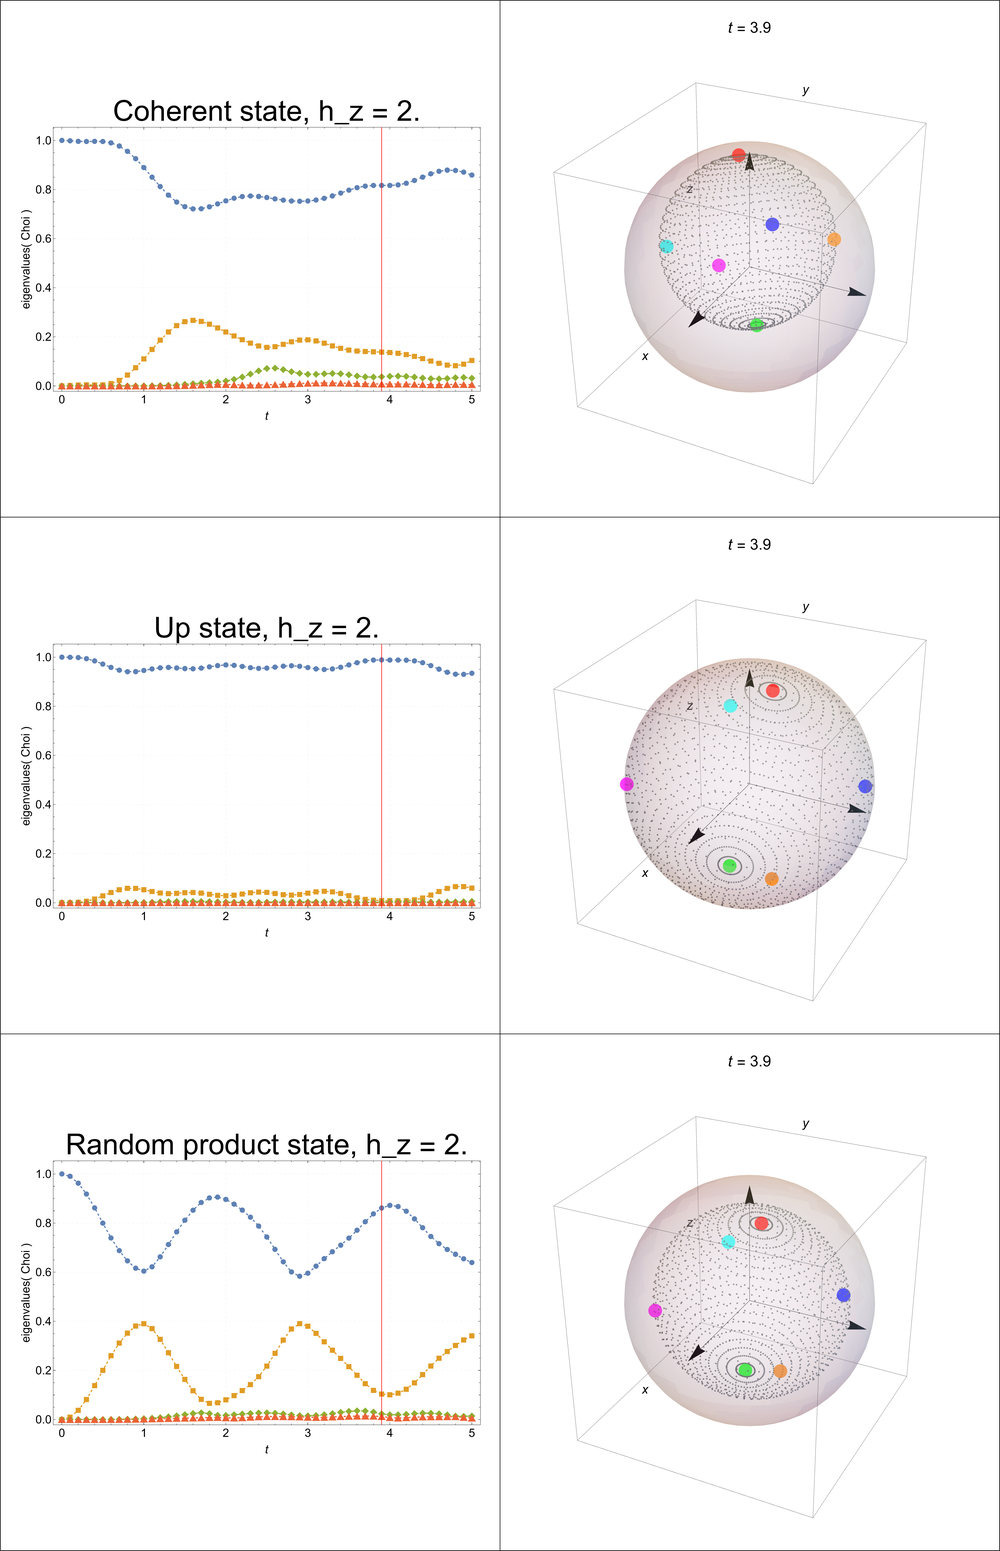 Coherent state, h_z = 2.
eigenvalues( Choi )
1.0
0.8
0.6
0.4
0.2
0.0
0 1 2 3 4 5
t
t = 3.9
y
z
x
Up state, h_z = 2.
eigenvalues( Choi )
1.0
0.8
0.6
0.4
0.2
0.0
0 1 2 3 4 5
t
t = 3.9
y
z
x
Random product state, h_z = 2.
eigenvalues( Choi )
1.0
0.8
0.6
0.4
0.2
0.0
0 1 2 3 4 5
t
t = 3.9
y
z
x